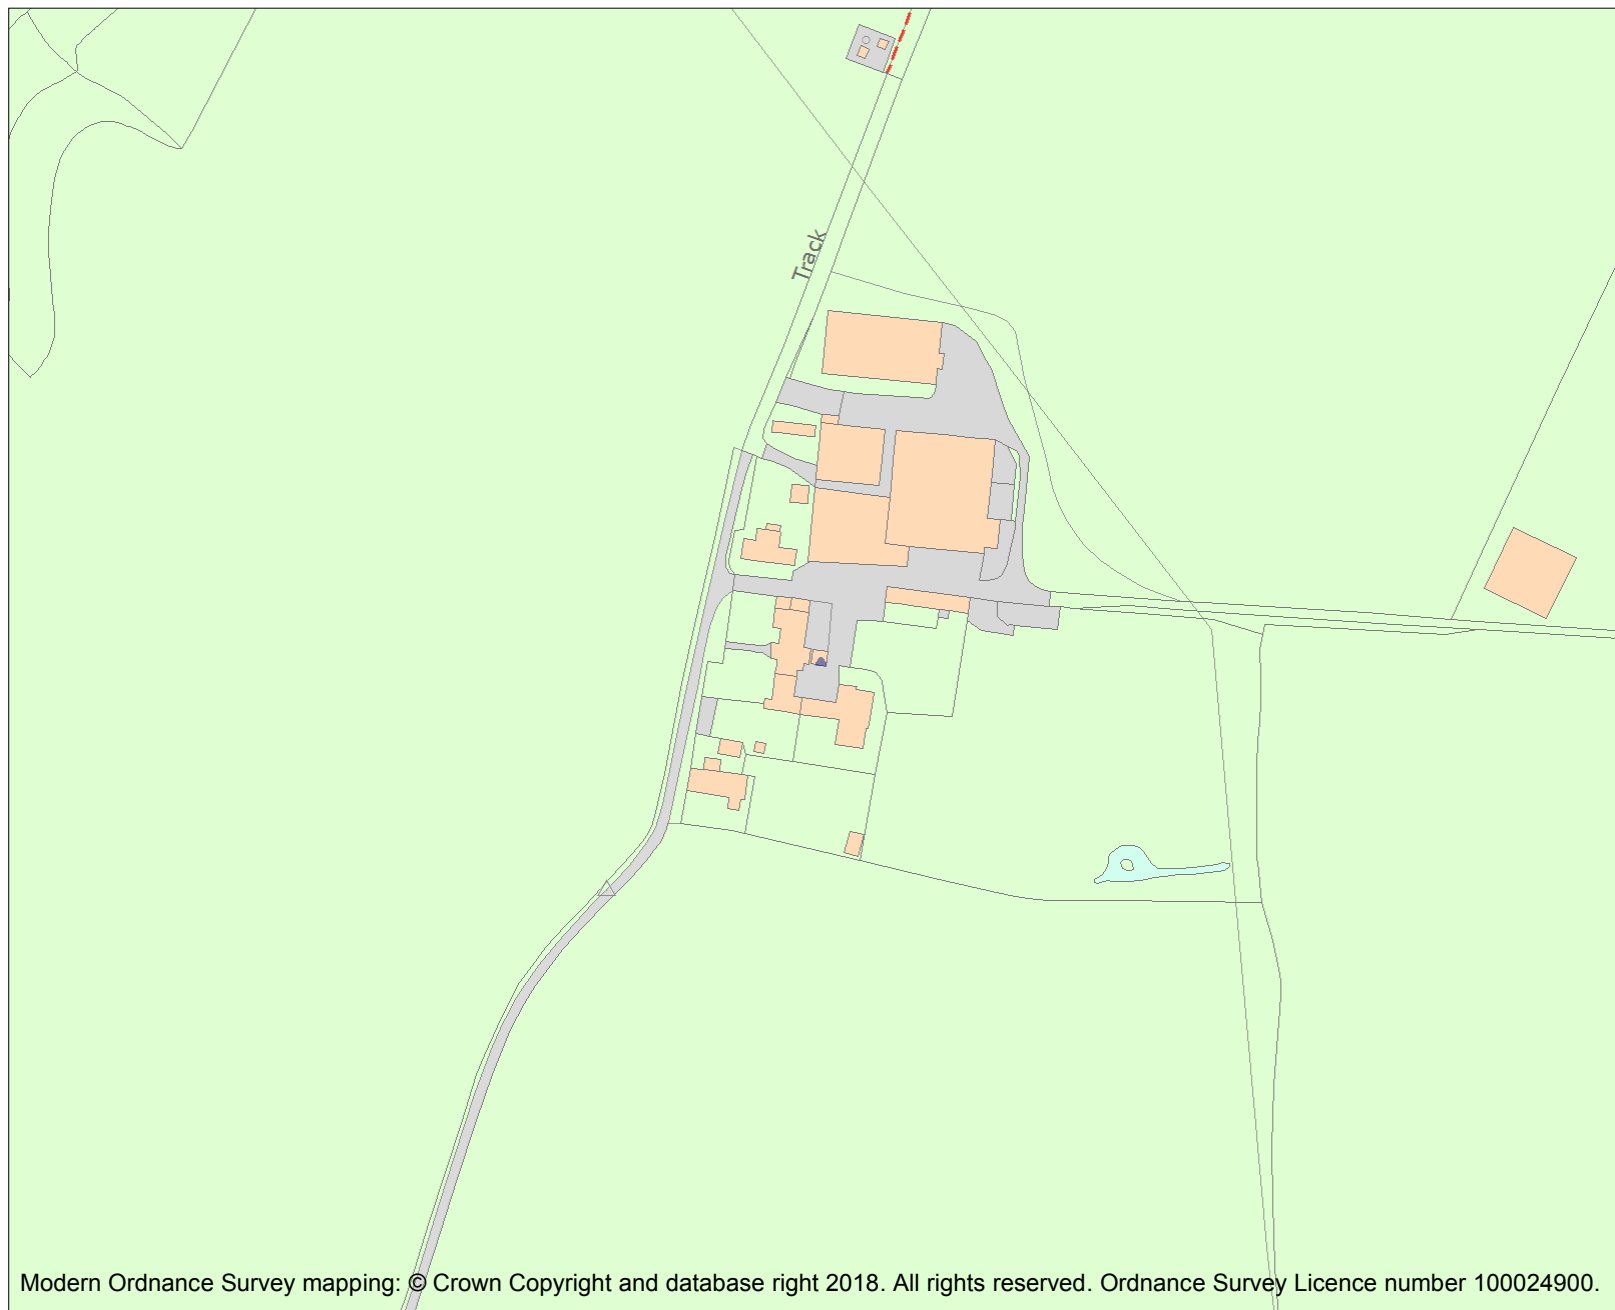 Track
Modern Ordnance Survey mapping: © Crown Copyright and database right 2018. All rights reserved. Ordnance Survey Licence number 100024900.